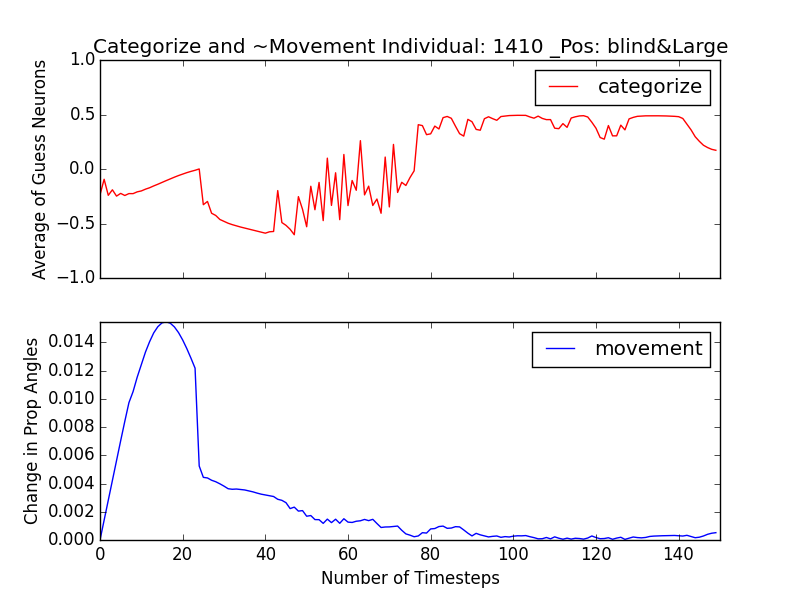 Categorize and ~Movement Individual: 1410 _Pos: blind&Large
1.0
0.5
0.0
−0.5
−1.0
Average of Guess Neurons
categorize
0.014
0.012
0.010
0.008
0.006
0.004
0.002
0.000
Change in Prop Angles
movement
0 20 40 60 80 100 120 140
Number of Timesteps